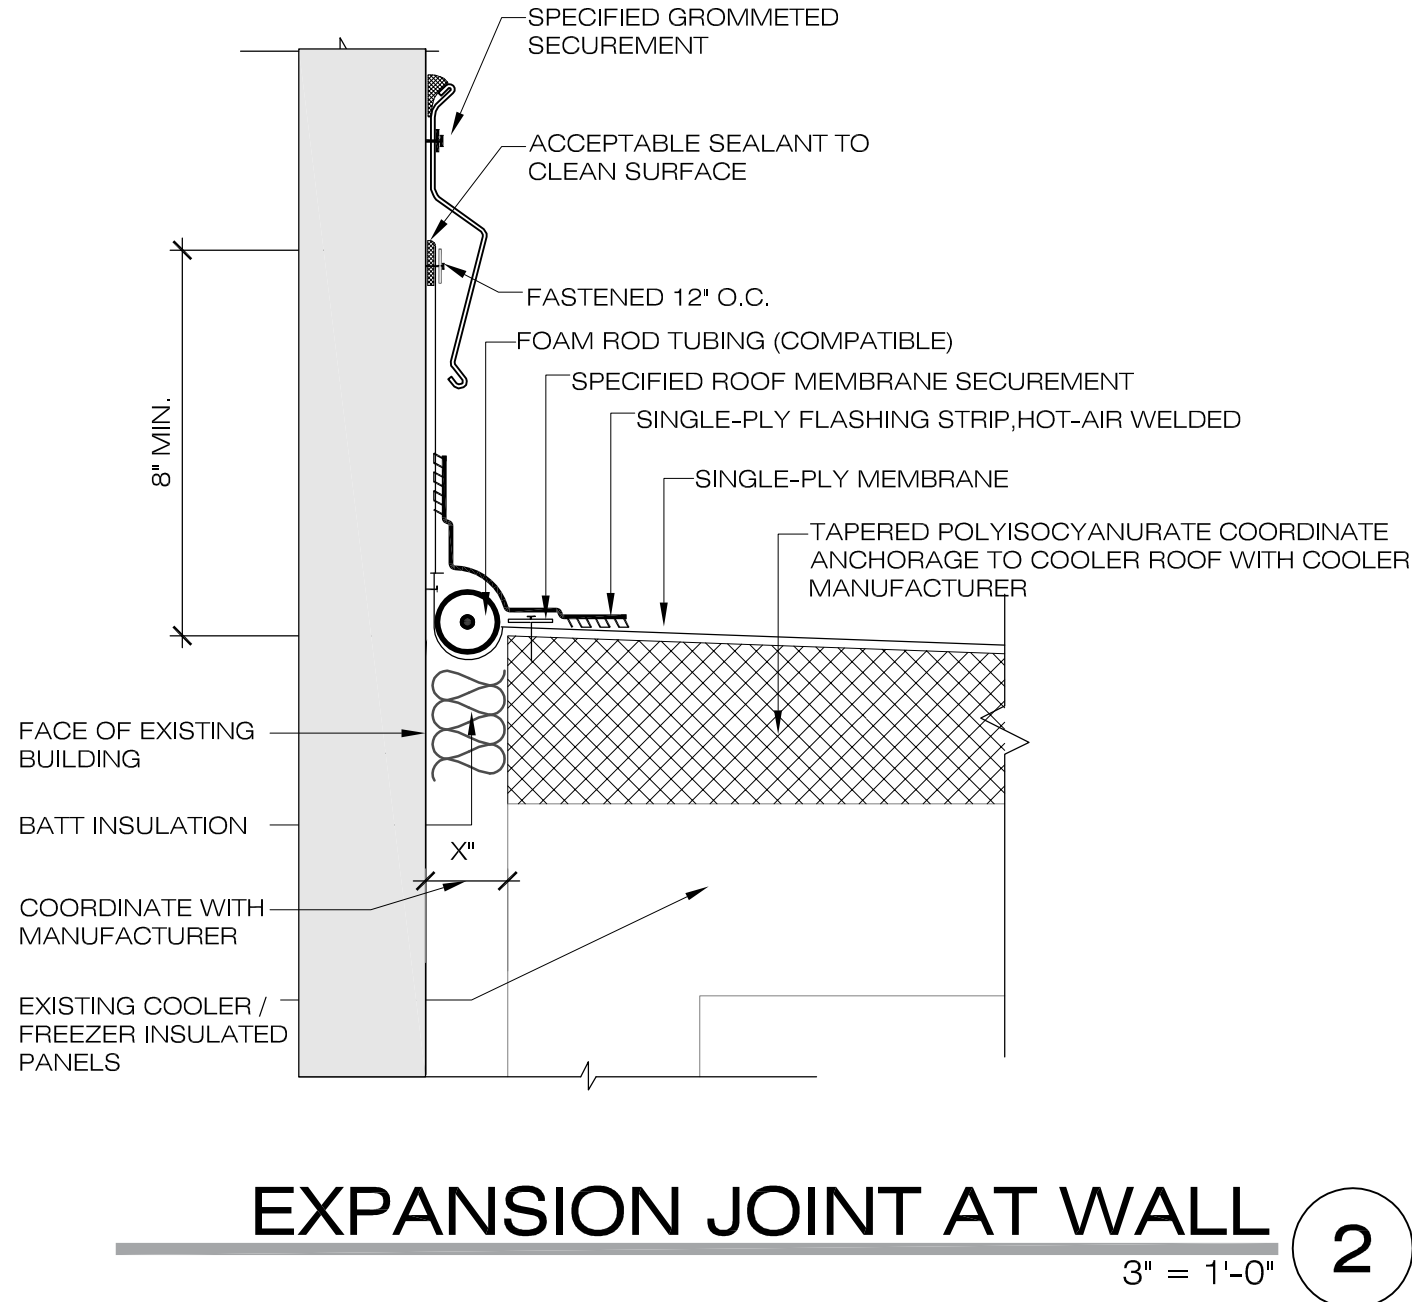 SPECIFIED GROMMETED
SECUREMENT
ACCEPTABLE SEALANT TO
CLEAN SURFACE
FASTENED 12" O.C.
FOAM ROD TUBING (COMPATIBLE)
SPECIFIED ROOF MEMBRANE SECUREMENT
SINGLE-PLY FLASHING STRIP,HOT-AIR WELDED
8" MIN.
SINGLE-PLY MEMBRANE
TAPERED POLYISOCYANURATE COORDINATE
ANCHORAGE TO COOLER ROOF WITH COOLER
MANUFACTURER
FACE OF EXISTING
BUILDING
BATT INSULATION
X"
COORDINATE WITH
MANUFACTURER
EXISTING COOLER /
FREEZER INSULATED
PANELS
EXPANSION JOINT AT WALL
2
3" = 1'-0"